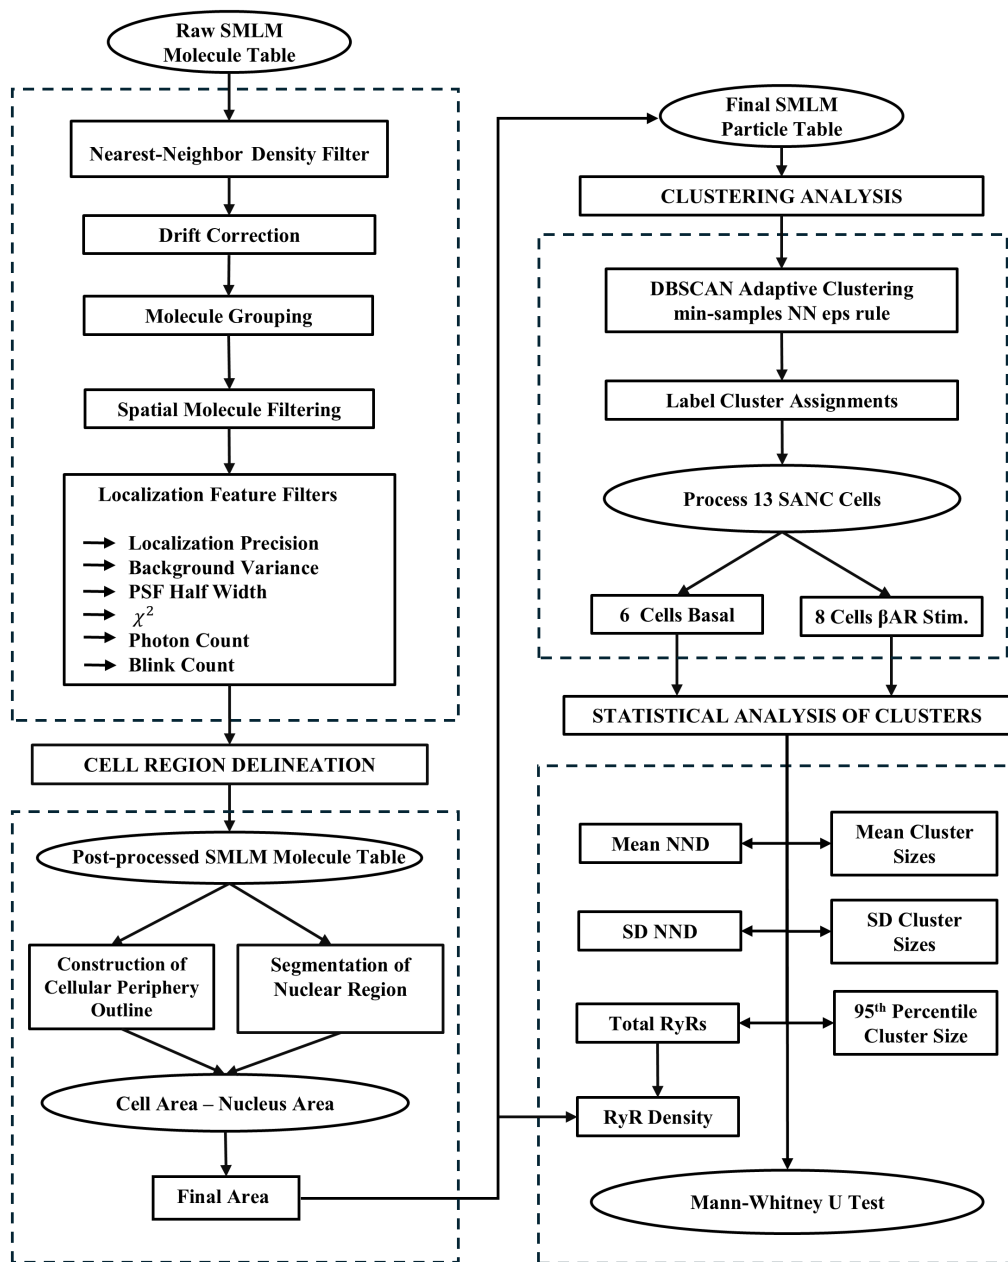 Raw SMLM
Molecule Table
Nearest-Neighbor Density Filter
Drift Correction
Molecule Grouping
Spatial Molecule Filtering
Localization Feature Filters
Localization Precision
Background Variance
PSF Half Width
χ²
Photon Count
Blink Count
CELL REGION DELINEATION
Post-processed SMLM Molecule Table
Construction of
Cellular Periphery
Outline
Segmentation of
Nuclear Region
Cell Area – Nucleus Area
Final Area
Final SMLM
Particle Table
CLUSTERING ANALYSIS
DBSCAN Adaptive Clustering
min-samples NN eps rule
Label Cluster Assignments
Process 13 SANC Cells
6 Cells Basal
8 Cells βAR Stim.
STATISTICAL ANALYSIS OF CLUSTERS
Mean NND
Mean Cluster
Sizes
SD NND
SD Cluster
Sizes
Total RyRs
95th Percentile
Cluster Size
RyR Density
Mann-Whitney U Test